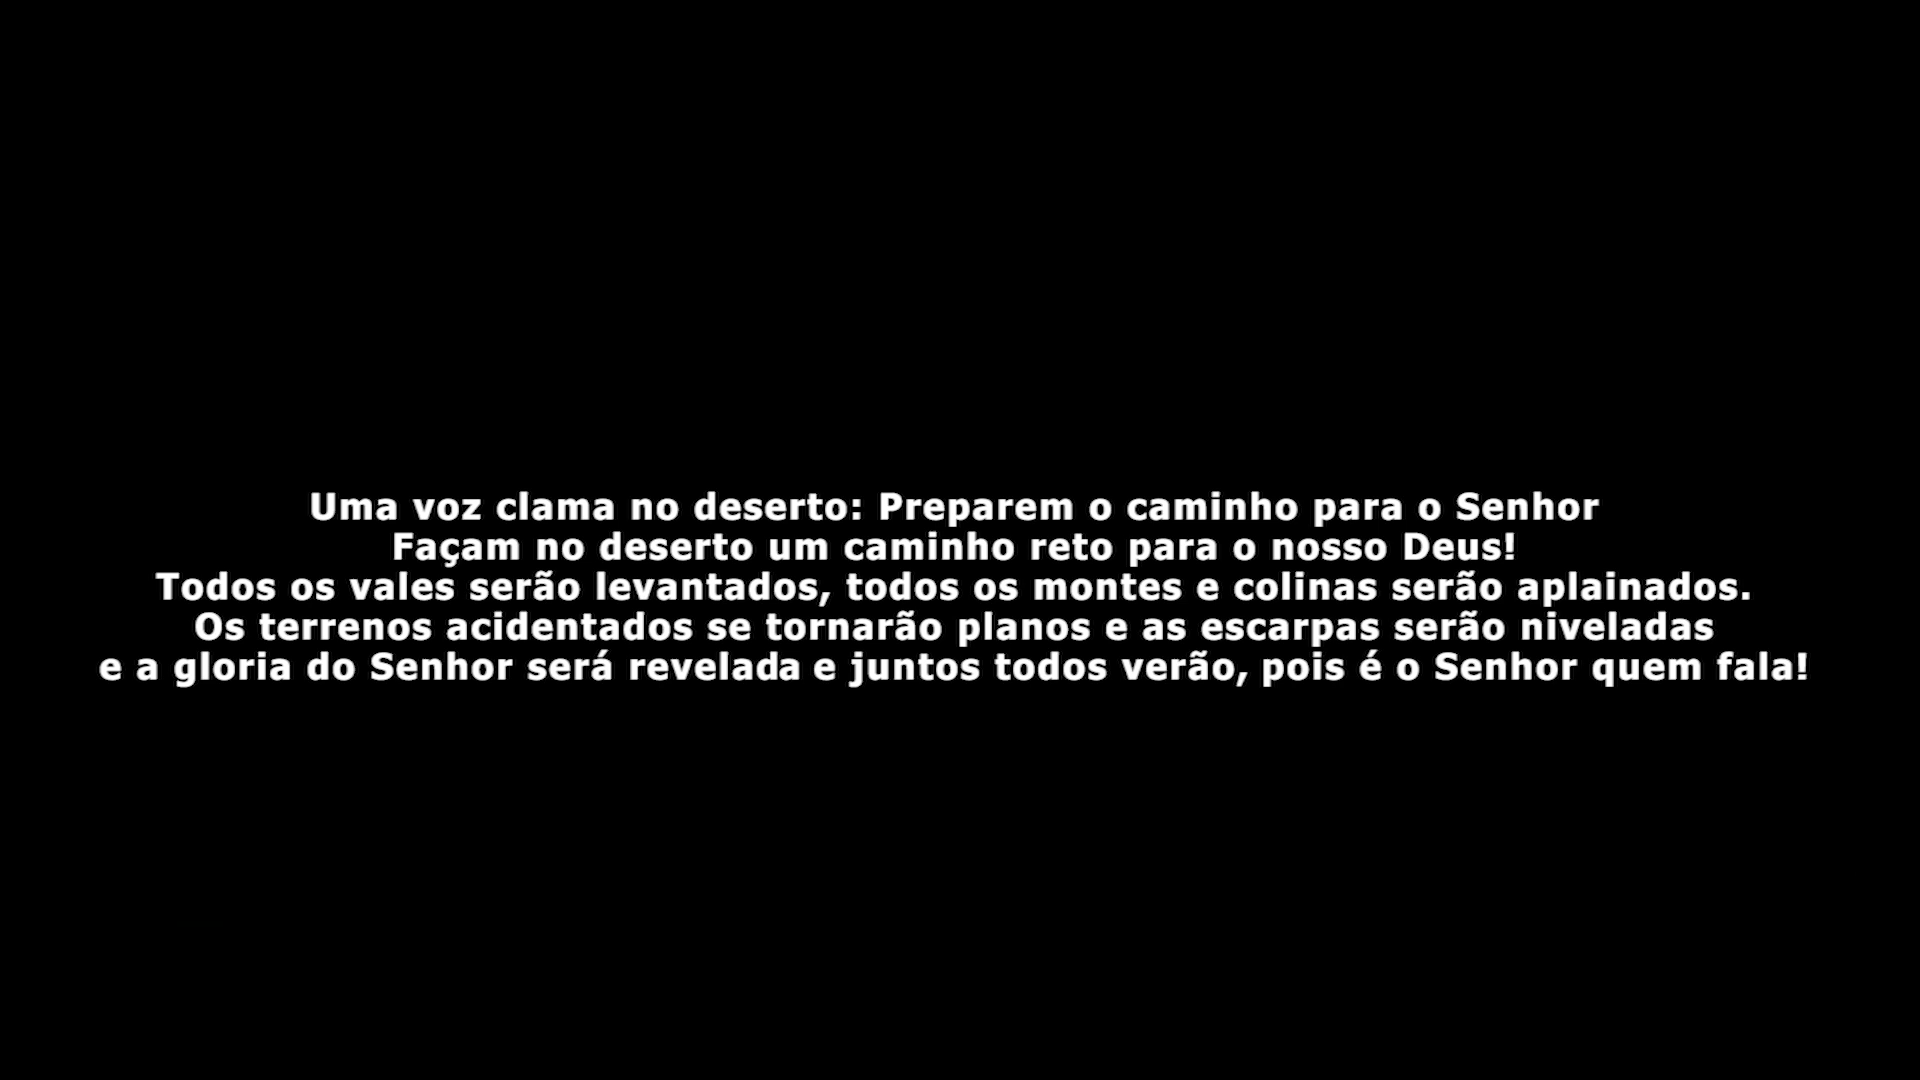 Uma voz clama no deserto: Preparem o caminho para o Senhor
Façam no deserto um caminho reto para o nosso Deus!
Todos os vales serão levantados, todos os montes e colinas serão aplainados.
Os terrenos acidentados se tornarão planos e as escarpas serão niveladas
e a gloria do Senhor será revelada e juntos todos verão, pois é o Senhor quem fala!